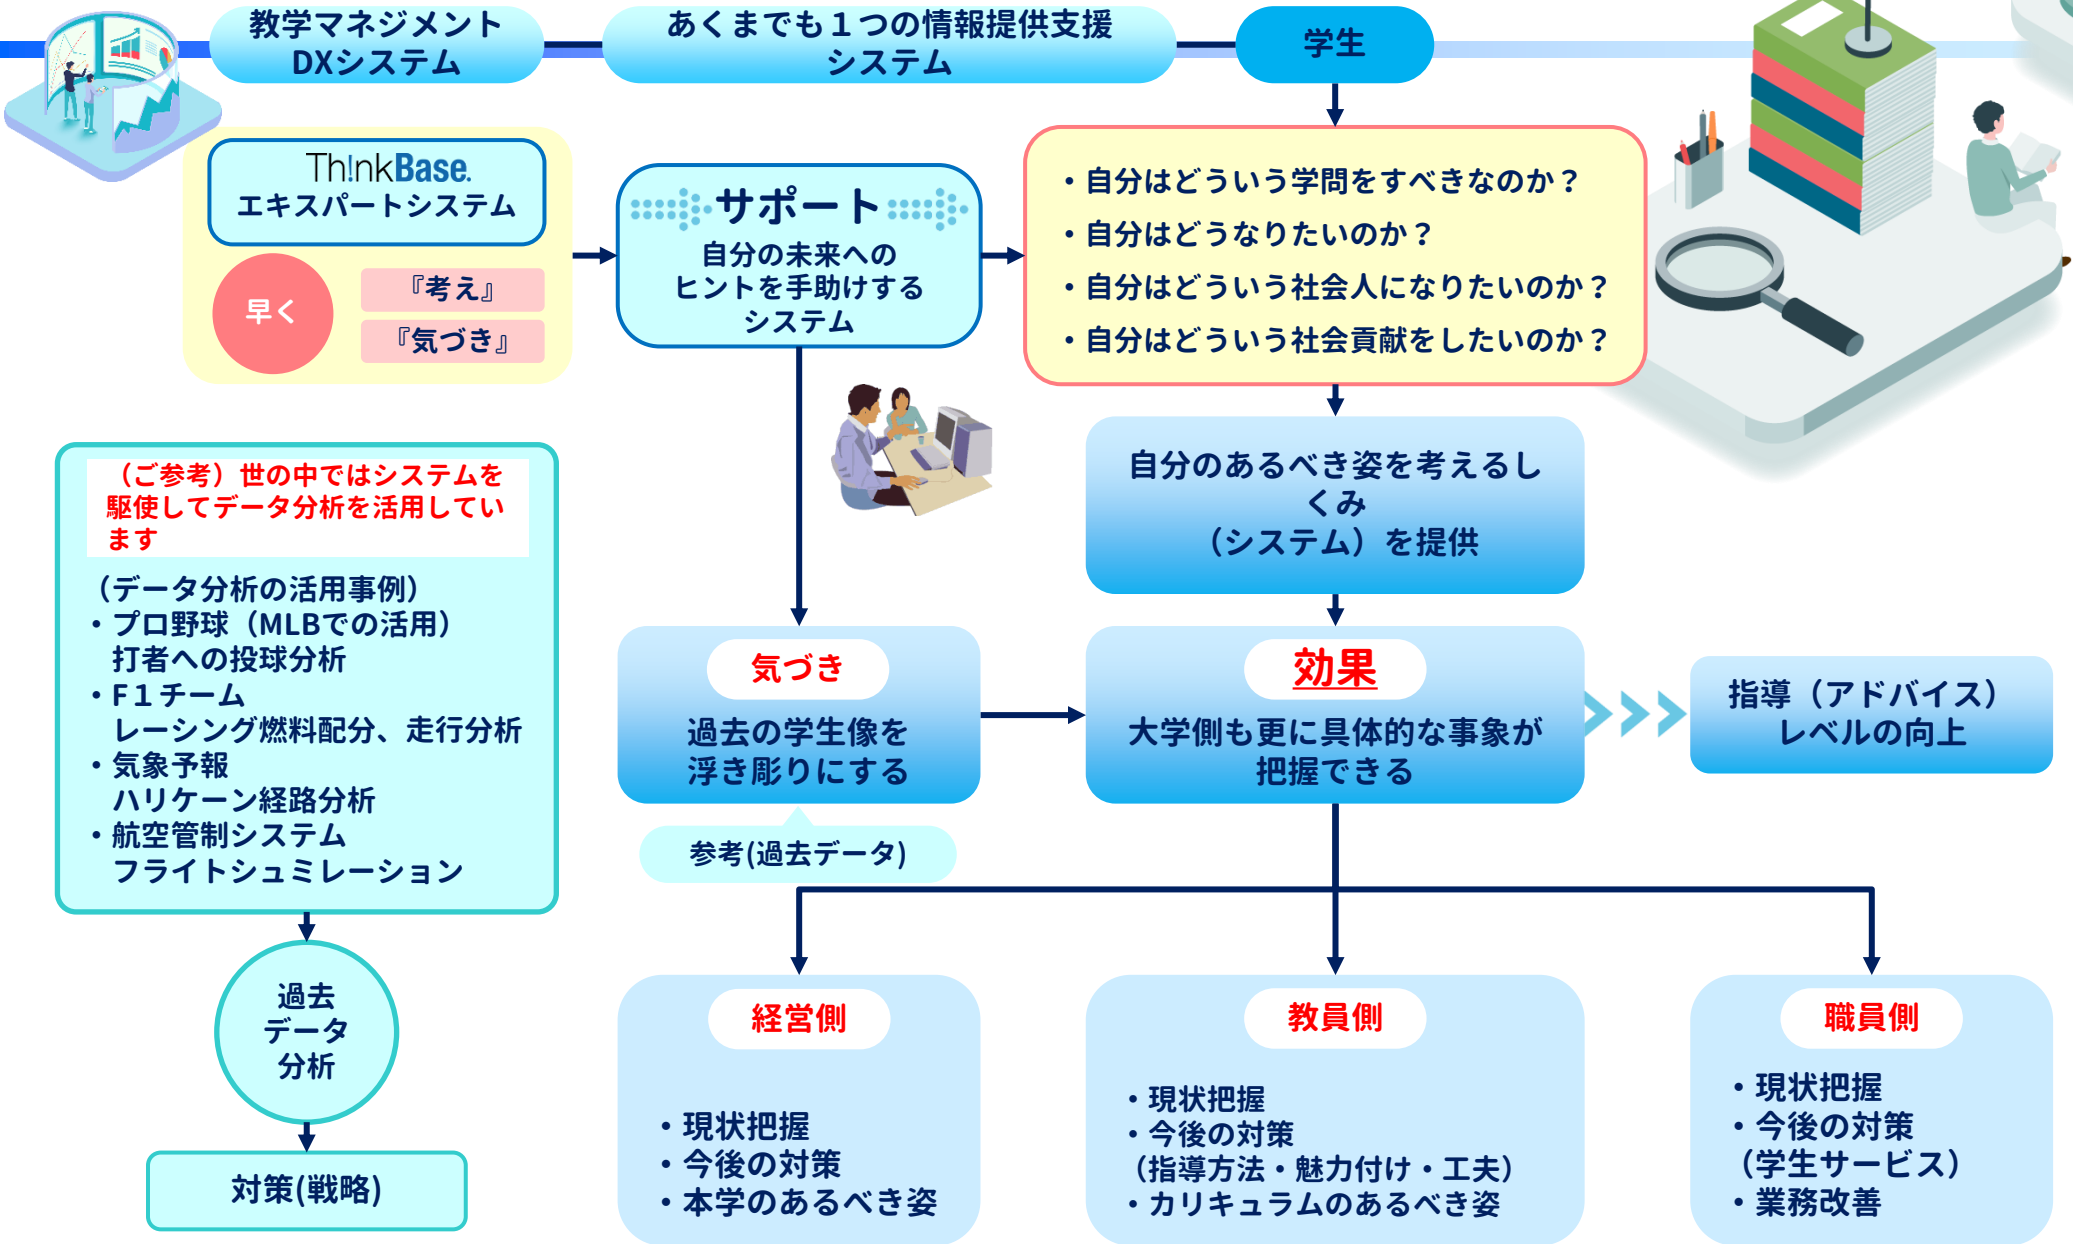 教学マネジメント
DXシステム
あくまでも１つの情報提供支援
システム
学生
Th!nkBase.
エキスパートシステム
早く
『考え』
『気づき』
サポート
自分の未来への
ヒントを手助けする
システム
・自分はどういう学問をすべきなのか？
・自分はどうなりたいのか？
・自分はどういう社会人になりたいのか？
・自分はどういう社会貢献をしたいのか？
自分のあるべき姿を考えるし
くみ
（システム）を提供
（ご参考）世の中ではシステムを
駆使してデータ分析を活用してい
ます
（データ分析の活用事例）
・プロ野球（MLBでの活用）
打者への投球分析
・F１チーム
レーシング燃料配分、走行分析
・気象予報
ハリケーン経路分析
・航空管制システム
フライトシュミレーション
過去
データ
分析
対策(戦略)
気づき
過去の学生像を
浮き彫りにする
参考(過去データ)
効果
大学側も更に具体的な事象が
把握できる
指導（アドバイス）
レベルの向上
経営側
・現状把握
・今後の対策
・本学のあるべき姿
教員側
・現状把握
・今後の対策
（指導方法・魅力付け・工夫）
・カリキュラムのあるべき姿
職員側
・現状把握
・今後の対策
（学生サービス）
・業務改善